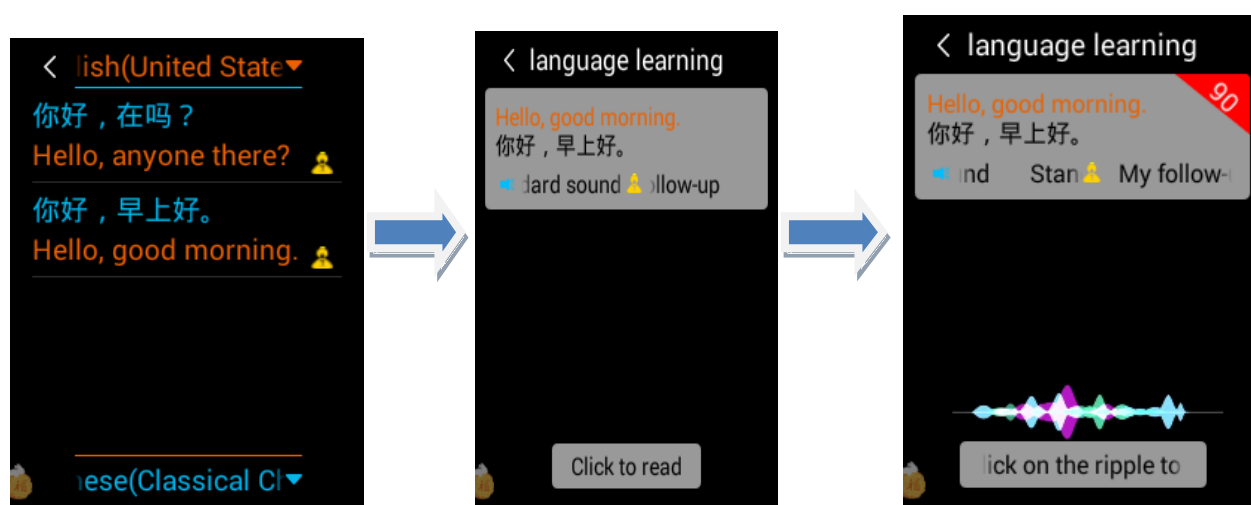 lish(United State
你好，在吗？
Hello, anyone there?
你好，早上好。
Hello, good morning.
ese(Classical Cl
language learning
Hello, good morning.
你好，早上好。
dard sound ollow-up
Click to read
language learning
90
Hello, good morning.
你好，早上好。
nd Stan My follow-
lick on the ripple to